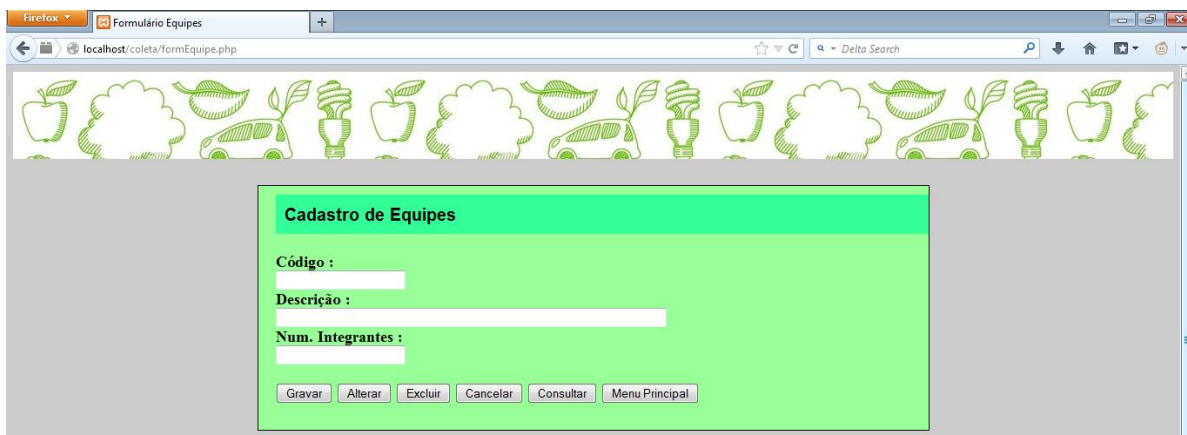 Firefox
Formulário Equipes
localhost/coleta/formEquipe.php
Delta Search
Cadastro de Equipes
Código :
Descrição :
Num. Integrantes :
Gravar Alterar Excluir Cancelar Consultar Menu Principal